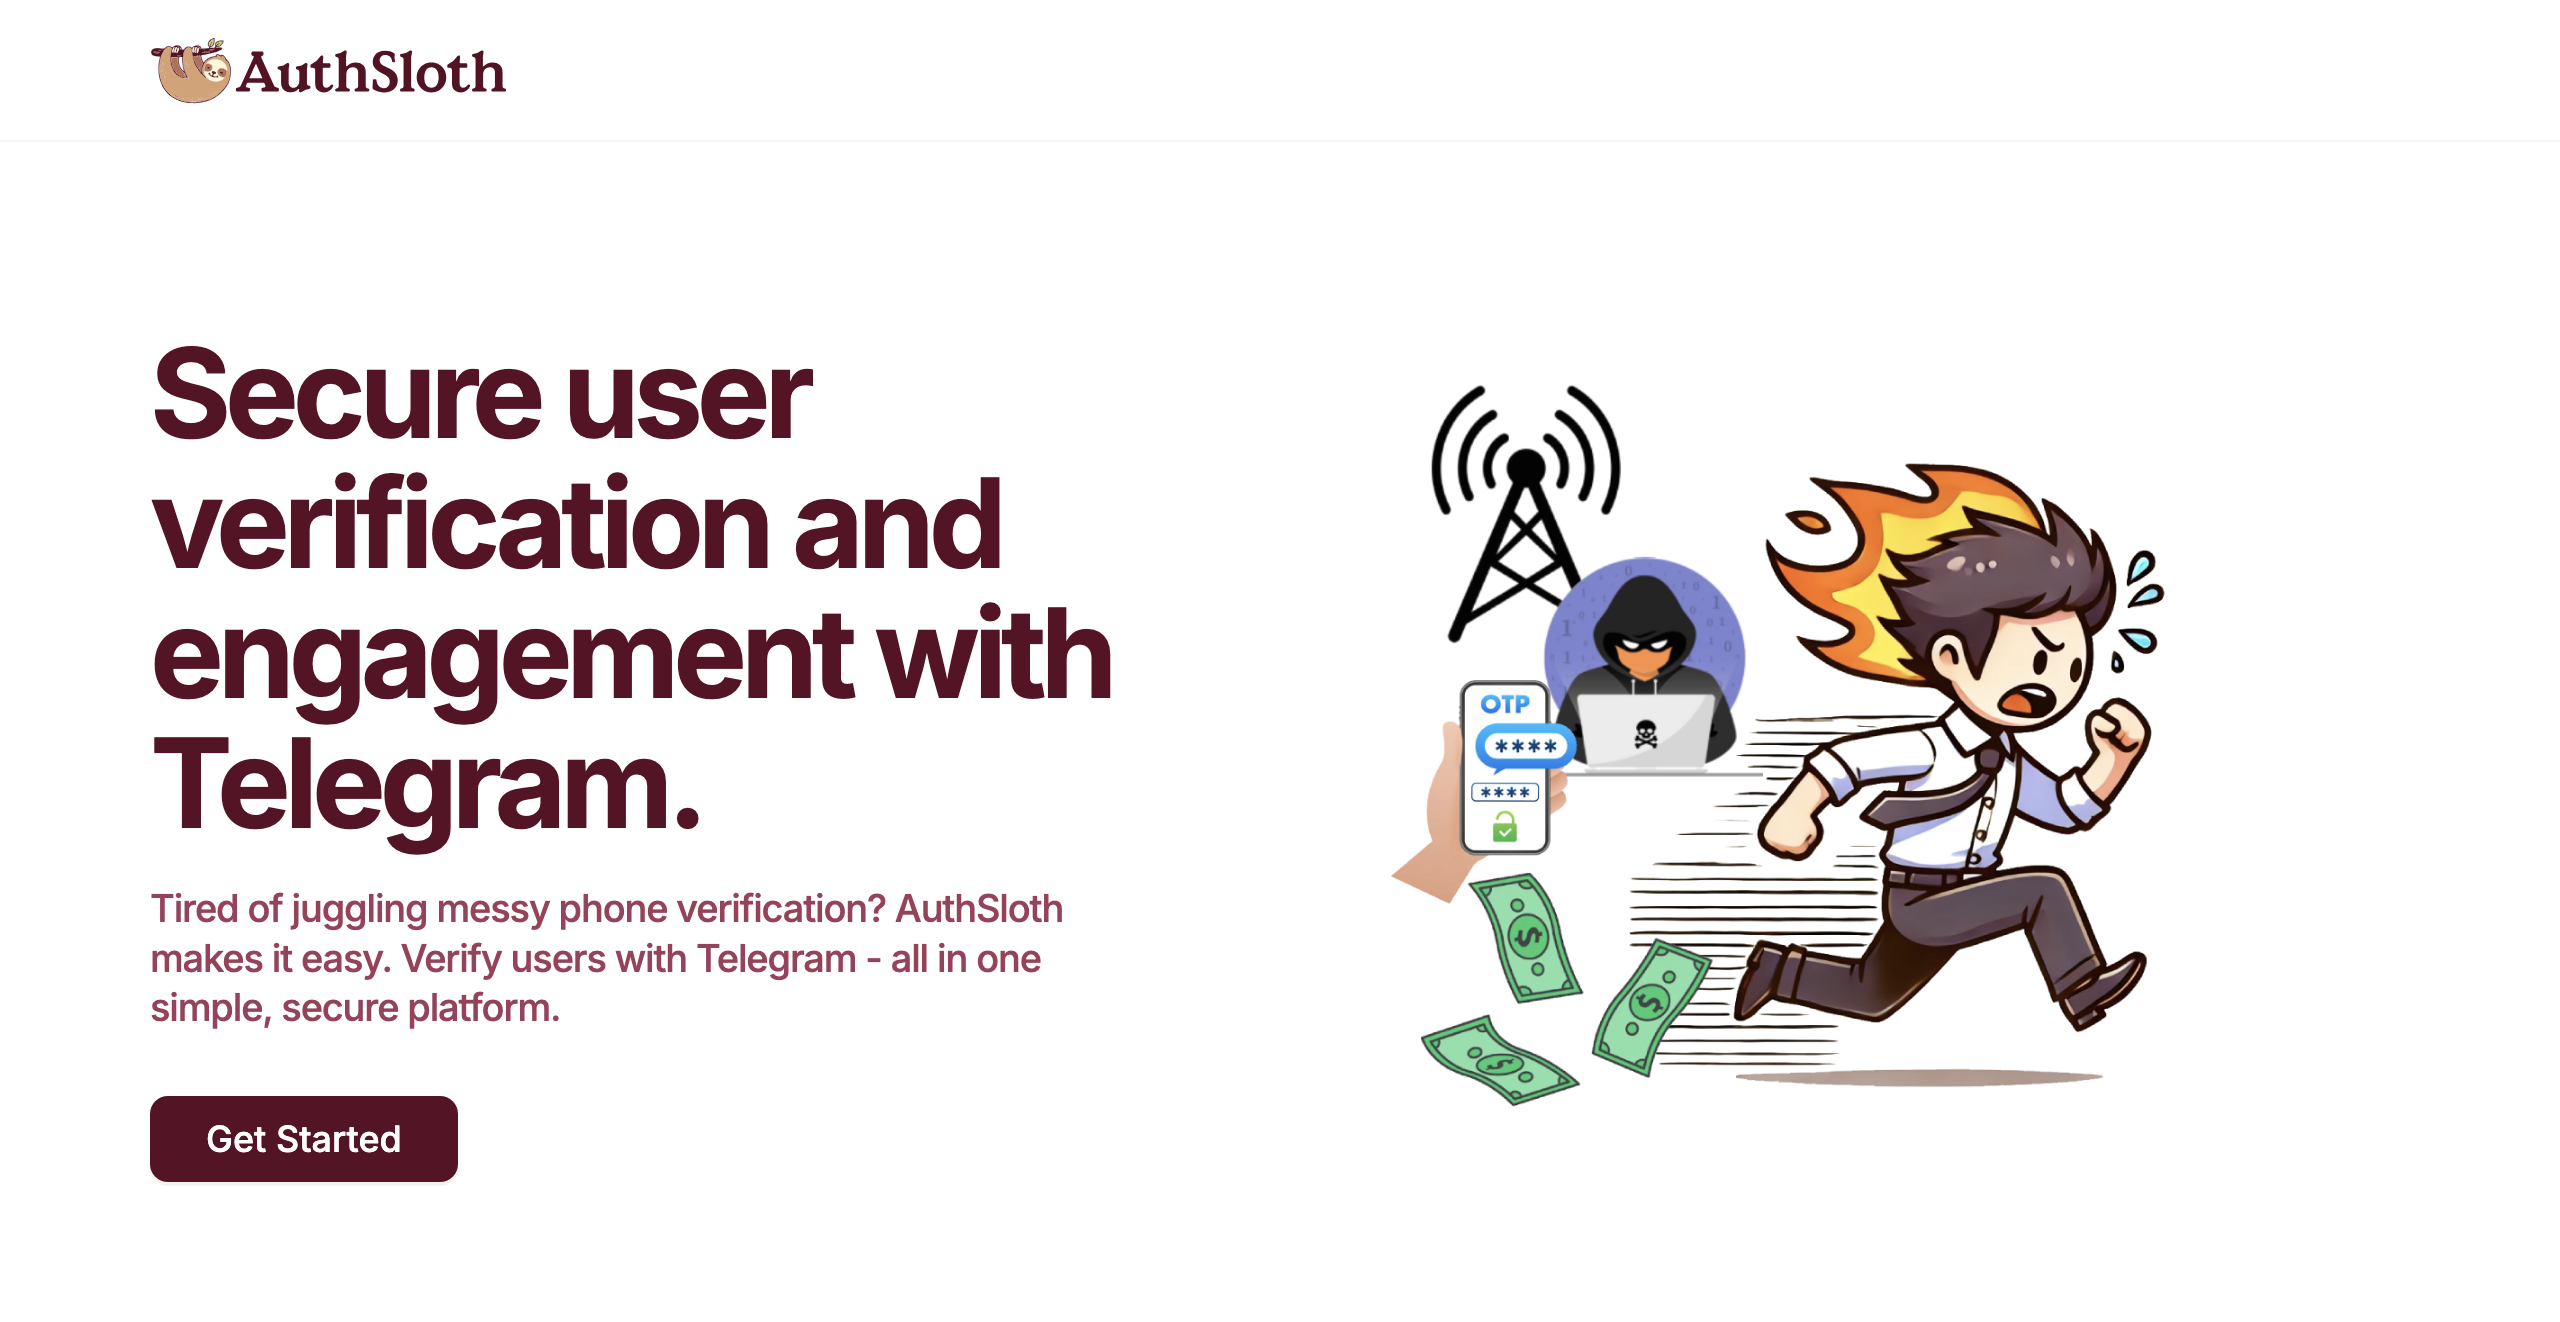 AuthSloth
Secure user
verification and
engagement with
Telegram.
Tired of juggling messy phone verification? AuthSloth
makes it easy. Verify users with Telegram - all in one
simple, secure platform.
Get Started
OTP
****
****